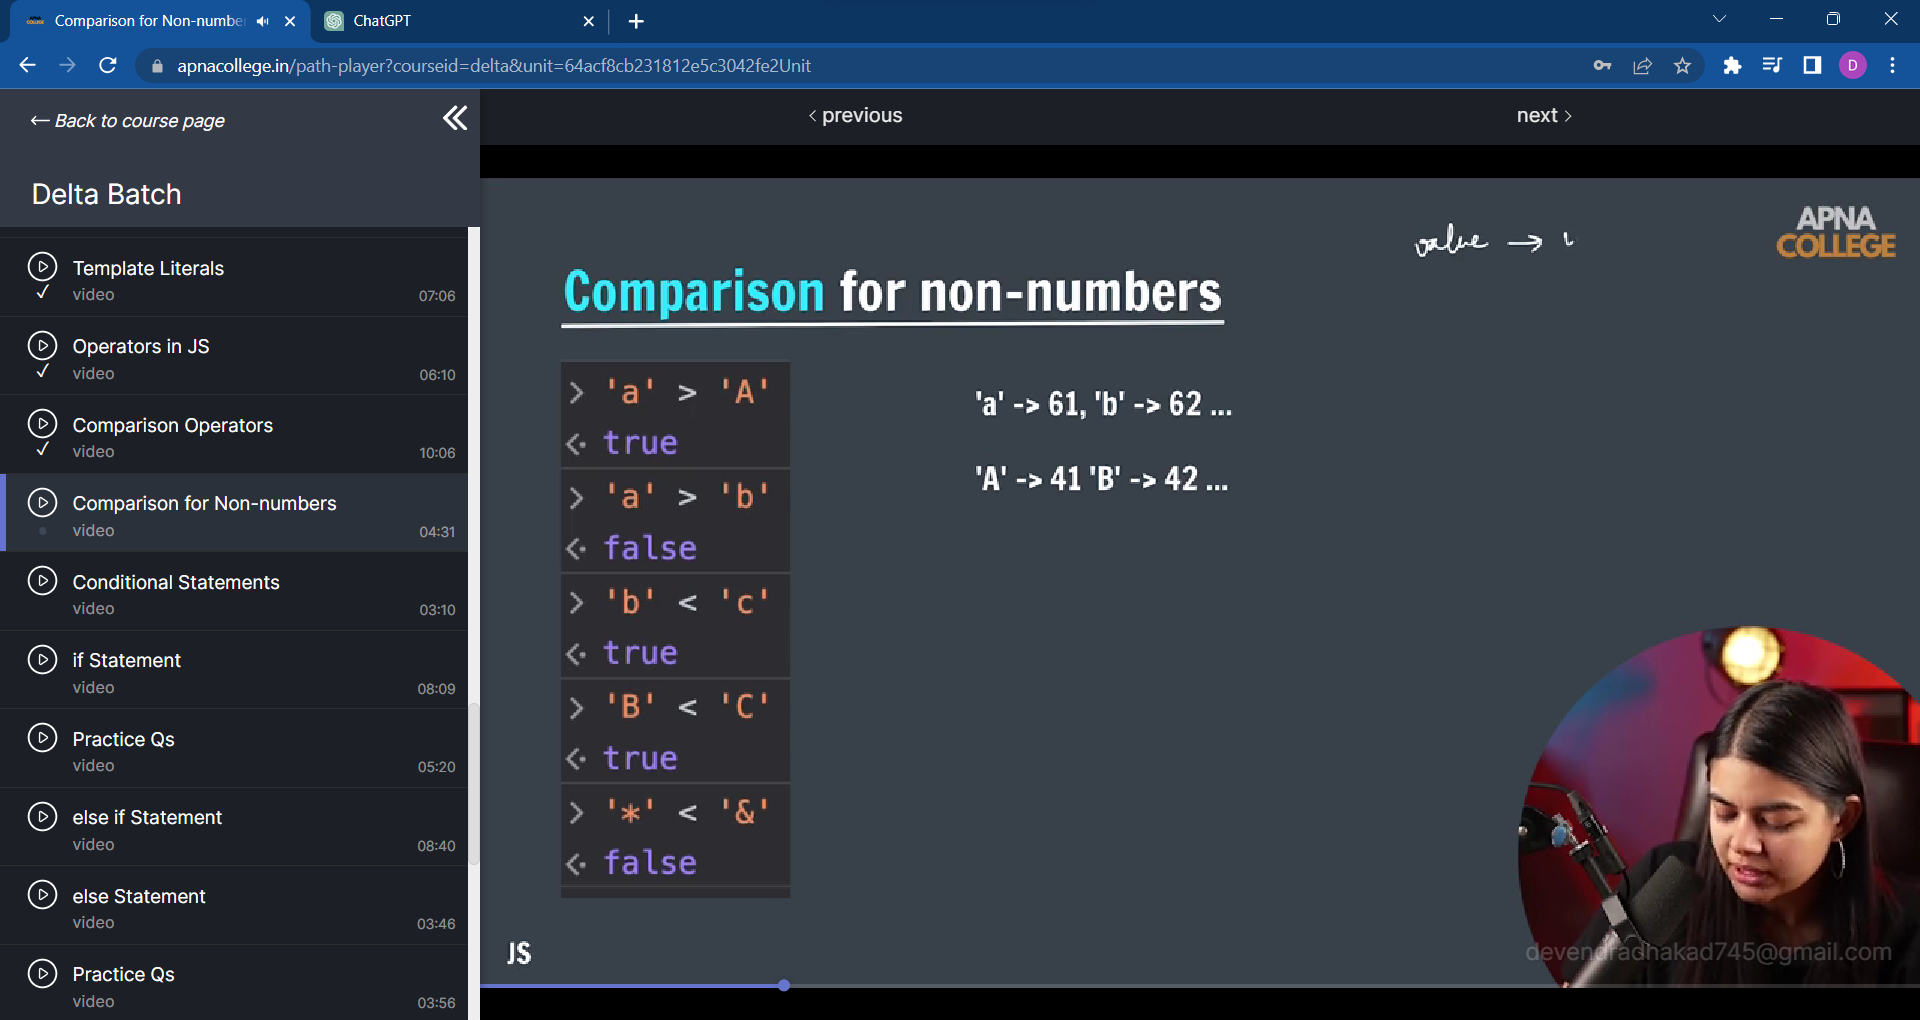 Comparison for Non-numbe
ChatGPT
apnacollege.in/path-player?courseid=delta&unit=64acf8cb231812e5c3042fe2Unit
D
← Back to course page
Delta Batch
Template Literals
video 07:06
Operators in JS
video 06:10
Comparison Operators
video 10:06
Comparison for Non-numbers
video 04:31
Conditional Statements
video 03:10
if Statement
video 08:09
Practice Qs
video 05:20
else if Statement
video 08:40
else Statement
video 03:46
Practice Qs
video 03:56
‹ previous
next ›
value →
APNA
COLLEGE
Comparison for non-numbers
> 'a' > 'A'
<· true
> 'a' > 'b'
<· false
> 'b' < 'c'
<· true
> 'B' < 'C'
<· true
> '*' < '&'
<· false
'a' -> 61, 'b' -> 62 ...
'A' -> 41 'B' -> 42 ...
JS
devendradhakad745@gmail.com